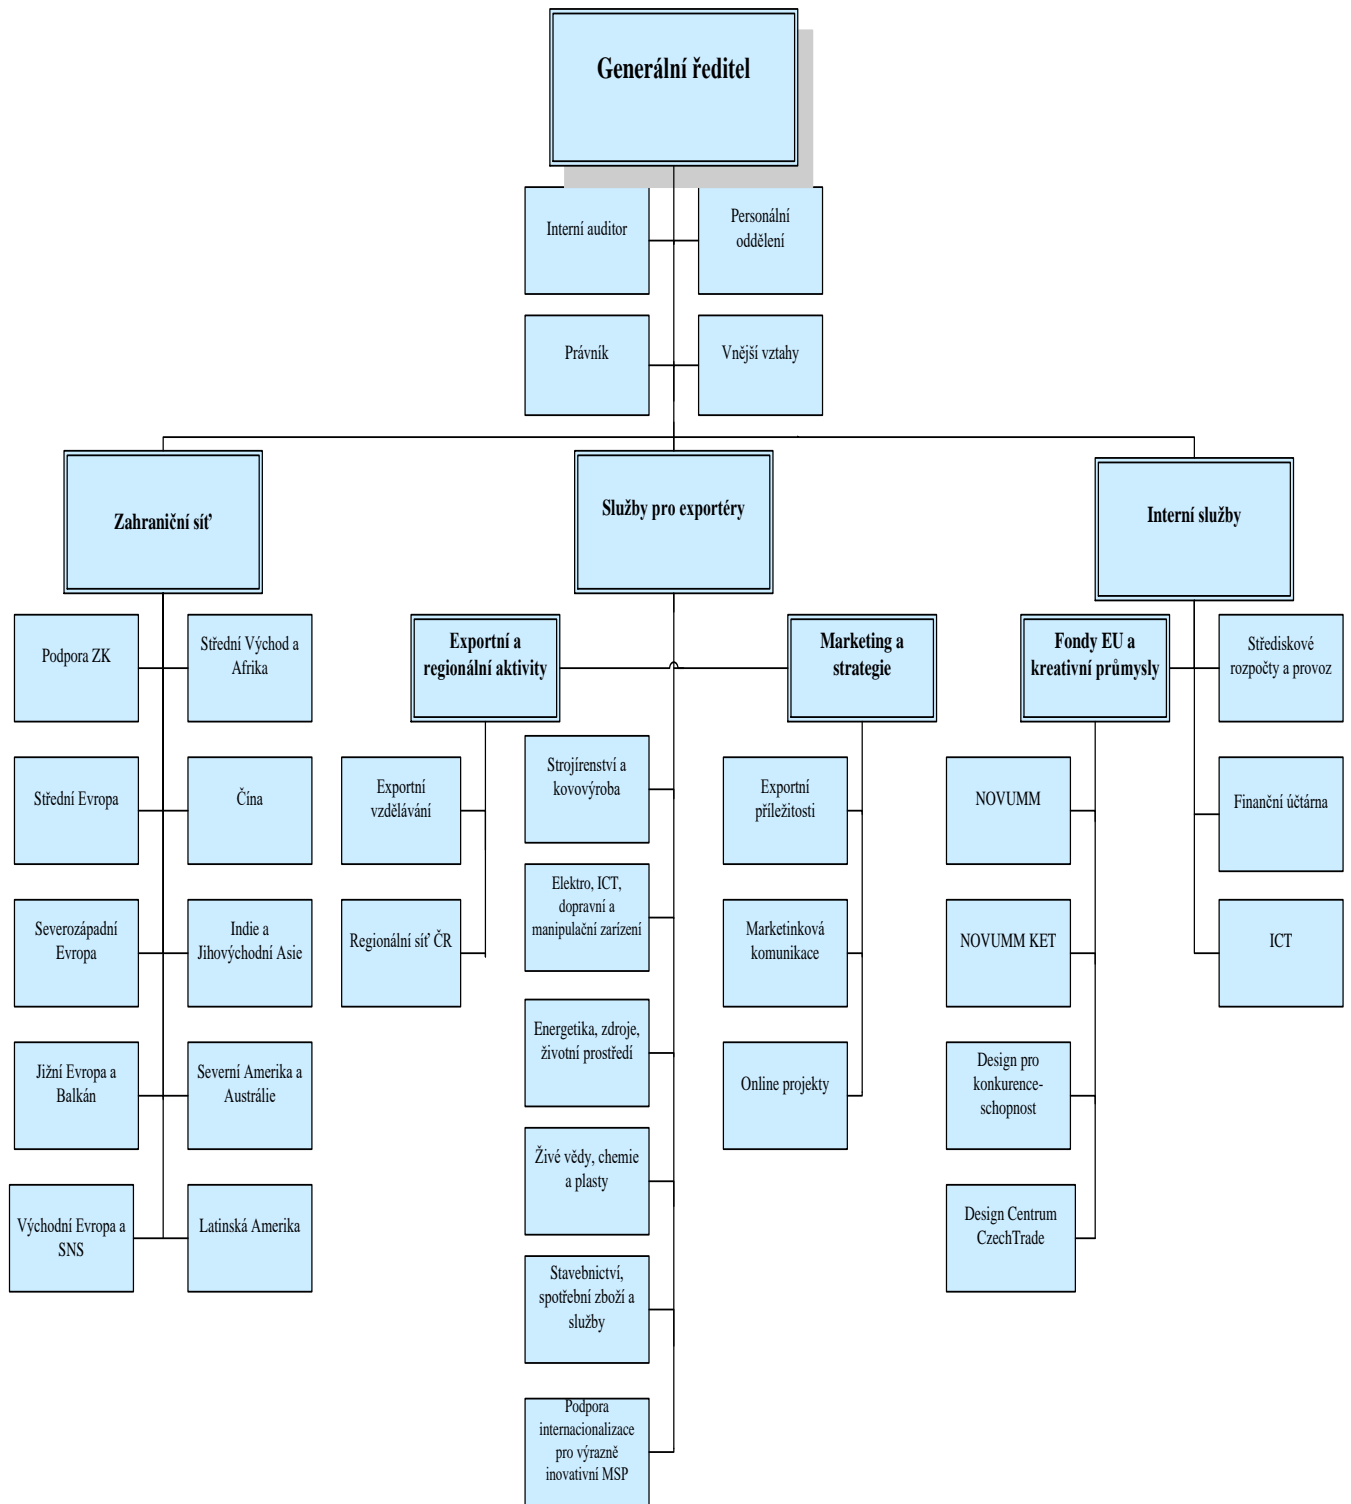 Generální ředitel
Interní auditor
Personální
oddělení
Právník
Vnější vztahy
Zahraniční síť
Služby pro exportéry
Interní služby
Podpora ZK
Střední Východ a
Afrika
Střední Evropa
Čína
Severozápadní
Evropa
Indie a
Jihovýchodní Asie
Jižní Evropa a
Balkán
Severní Amerika a
Austrálie
Východní Evropa a
SNS
Latinská Amerika
Exportní a
regionální aktivity
Marketing a
strategie
Exportní
vzdělávání
Regionální síť ČR
Strojírenství a
kovovýroba
Elektro, ICT,
dopravní a
manipulační zarízení
Energetika, zdroje,
životní prostředí
Živé vědy, chemie
a plasty
Stavebnictví,
spotřební zboží a
služby
Podpora
internacionalizace
pro výrazně
inovativní MSP
Exportní
příležitosti
Marketinková
komunikace
Online projekty
Fondy EU a
kreativní průmysly
Střediskové
rozpočty a provoz
NOVUMM
Finanční účtárna
NOVUMM KET
ICT
Design pro
konkurence-
schopnost
Design Centrum
CzechTrade